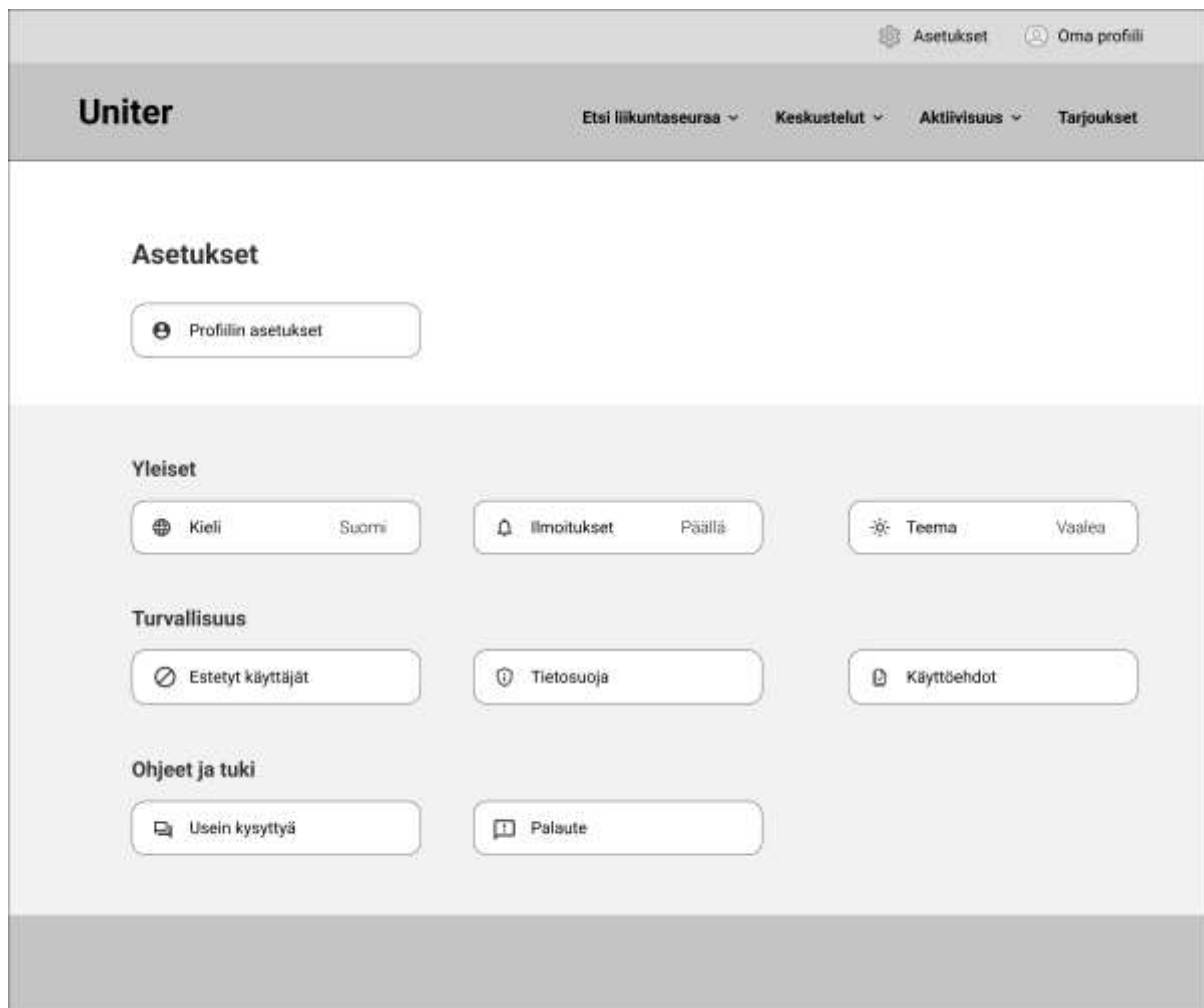 Asetukset Oma profiili
Uniter Etsi liikuntaseuraa Keskustelut Aktiivisuus Tarjoukset
Asetukset
Profiilin asetukset
Yleiset
Kieli Suomi Ilmoitukset Päällä Teema Vaalea
Turvallisuus
Estetyt käyttäjät Tietosuoja Käyttöehdot
Ohjeet ja tuki
Usein kysyttyä Palaute